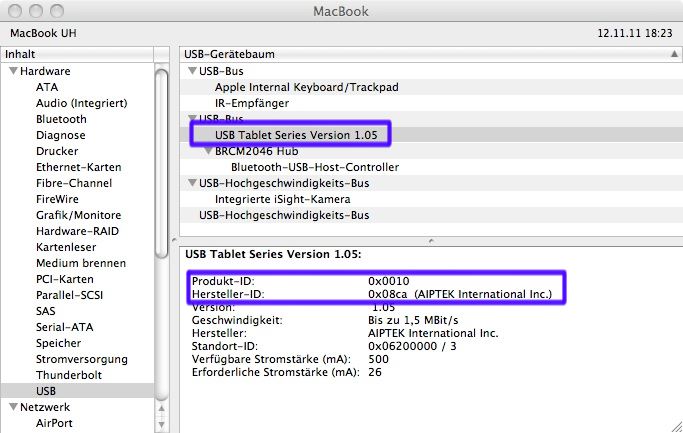 MacBook
MacBook UH 12.11.11 18:23
Inhalt
Hardware
ATA
Audio (Integriert)
Bluetooth
Diagnose
Drucker
Ethernet-Karten
Fibre-Channel
FireWire
Grafik/Monitore
Hardware-RAID
Kartenleser
Medium brennen
PCI-Karten
Parallel-SCSI
SAS
Serial-ATA
Speicher
Stromversorgung
Thunderbolt
USB
Netzwerk
AirPort
USB-Gerätebaum
USB-Bus
Apple Internal Keyboard/Trackpad
IR-Empfänger
USB-Bus
USB Tablet Series Version 1.05
BRCM2046 Hub
Bluetooth-USB-Host-Controller
USB-Hochgeschwindigkeits-Bus
Integrierte iSight-Kamera
USB-Hochgeschwindigkeits-Bus
USB Tablet Series Version 1.05:
Produkt-ID: 0x0010
Hersteller-ID: 0x08ca (AIPTEK International Inc.)
Version: 1.05
Geschwindigkeit: Bis zu 1,5 MBit/s
Hersteller: AIPTEK International Inc.
Standort-ID: 0x06200000 / 3
Verfügbare Stromstärke (mA): 500
Erforderliche Stromstärke (mA): 26